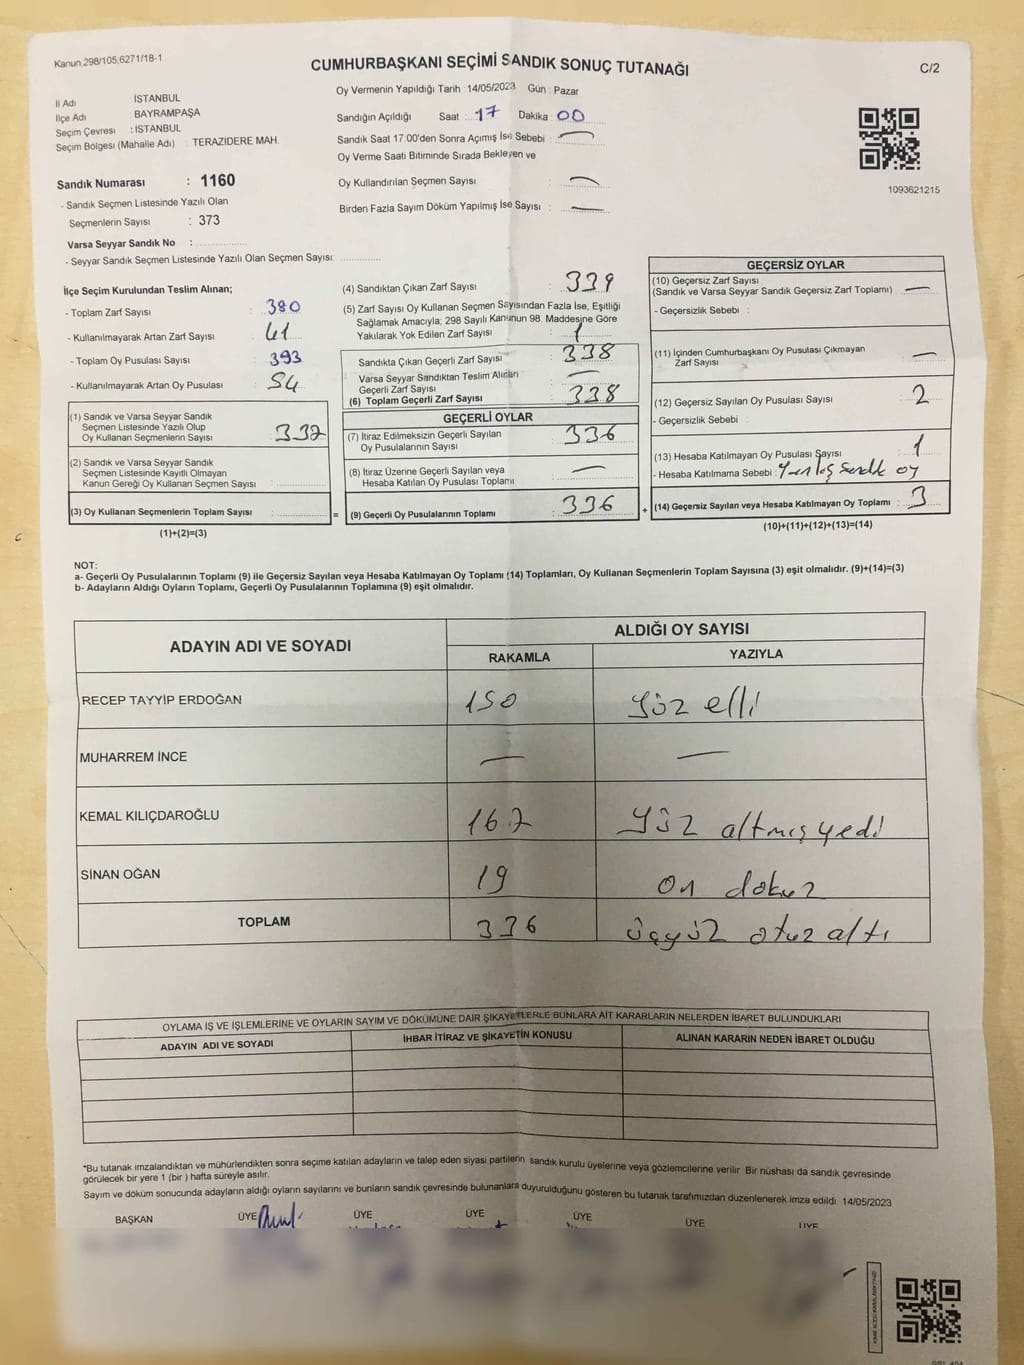 Kanun.298/105,6271/18-1
CUMHURBAŞKANI SEÇİMİ SANDIK SONUÇ TUTANAĞI
C/2
İl Adı : İSTANBUL
İlçe Adı : BAYRAMPAŞA
Seçim Çevresi : İSTANBUL
Seçim Bölgesi (Mahalle Adı) : TERAZİDERE MAH.
Sandık Numarası : 1160
- Sandık Seçmen Listesinde Yazılı Olan
Seçmenlerin Sayısı : 373
Varsa Seyyar Sandık No :
- Seyyar Sandık Seçmen Listesinde Yazılı Olan Seçmen Sayısı:
Oy Vermenin Yapıldığı Tarih : 14/05/2023 Gün : Pazar
Sandığın Açıldığı Saat : 17 Dakika : 00
Sandık Saat 17:00'den Sonra Açımış İse Sebebi : —
Oy Verme Saati Bitiminde Sırada Bekleyen ve
Oy Kullandırılan Seçmen Sayısı : —
Birden Fazla Sayım Döküm Yapılmış İse Sayısı : —
1093621215
İlçe Seçim Kurulundan Teslim Alınan;
- Toplam Zarf Sayısı : 380
- Kullanılmayarak Artan Zarf Sayısı : 41
- Toplam Oy Pusulası Sayısı : 393
- Kullanılmayarak Artan Oy Pusulası : 54
(1) Sandık ve Varsa Seyyar Sandık
Seçmen Listesinde Yazılı Olup
Oy Kullanan Seçmenlerin Sayısı :
(2) Sandık ve Varsa Seyyar Sandık
Seçmen Listesinde Kayıtlı Olmayan
Kanun Gereği Oy Kullanan Seçmen Sayısı :
(3) Oy Kullanan Seçmenlerin Toplam Sayısı :
(1)+(2)=(3)
=
(4) Sandıktan Çıkan Zarf Sayısı : 339
(5) Zarf Sayısı Oy Kullanan Seçmen Sayısından Fazla İse, Eşitliği
Sağlamak Amacıyla; 298 Sayılı Kanunun 98. Maddesine Göre
Yakılarak Yok Edilen Zarf Sayısı : 1
Sandıkta Çıkan Geçerli Zarf Sayısı : 338
Varsa Seyyar Sandıktan Teslim Alınan
Geçerli Zarf Sayısı : —
(6) Toplam Geçerli Zarf Sayısı : 338
GEÇERLİ OYLAR
(7) İtiraz Edilmeksizin Geçerli Sayılan
Oy Pusulalarının Sayısı : 336
(8) İtiraz Üzerine Geçerli Sayılan veya
Hesaba Katılan Oy Pusulası Toplamı : —
(9) Geçerli Oy Pusulalarının Toplamı : 336
+
GEÇERSİZ OYLAR
(10) Geçersiz Zarf Sayısı
(Sandık ve Varsa Seyyar Sandık Geçersiz Zarf Toplamı) : —
- Geçersizlik Sebebi :
(11) İçinden Cumhurbaşkanı Oy Pusulası Çıkmayan
Zarf Sayısı : —
(12) Geçersiz Sayılan Oy Pusulası Sayısı : 2
- Geçersizlik Sebebi :
(13) Hesaba Katılmayan Oy Pusulası Sayısı : 1
- Hesaba Katılmama Sebebi : Yanlış Sandık oy
(14) Geçersiz Sayılan veya Hesaba Katılmayan Oy Toplamı : 3
(10)+(11)+(12)+(13)=(14)
NOT:
a- Geçerli Oy Pusulalarının Toplamı (9) ile Geçersiz Sayılan veya Hesaba Katılmayan Oy Toplamı (14) Toplamları, Oy Kullanan Seçmenlerin Toplam Sayısına (3) eşit olmalıdır. (9)+(14)=(3)
b- Adayların Aldığı Oyların Toplamı, Geçerli Oy Pusulalarının Toplamına (9) eşit olmalıdır.
ADAYIN ADI VE SOYADI
ALDIĞI OY SAYISI
RAKAMLA YAZIYLA
RECEP TAYYİP ERDOĞAN 150 Yüz elli
MUHARREM İNCE — —
KEMAL KILIÇDAROĞLU 167 Yüz altmış yedi
SİNAN OĞAN 19 on dokuz
TOPLAM 336 üçyüz otuz altı
OYLAMA İŞ VE İŞLEMLERİNE VE OYLARIN SAYIM VE DÖKÜMÜNE DAİR ŞİKAYETLERLE BUNLARA AİT KARARLARIN NELERDEN İBARET BULUNDUKLARI
ADAYIN ADI VE SOYADI İHBAR İTİRAZ VE ŞİKAYETİN KONUSU ALINAN KARARIN NEDEN İBARET OLDUĞU
*Bu tutanak imzalandıktan ve mühürlendikten sonra seçime katılan adayların ve talep eden siyasi partilerin sandık kurulu üyelerine veya gözlemcilerine verilir. Bir nüshası da sandık çevresinde
görülecek bir yere 1 (bir ) hafta süreyle asılır.
Sayım ve döküm sonucunda adayların aldığı oyların sayılarını ve bunların sandık çevresinde bulunanlara duyurulduğunu gösteren bu tutanak tarafımızdan düzenlenerek imza edildi. 14/05/2023
BAŞKAN ÜYE ÜYE ÜYE ÜYE ÜYE ÜYE